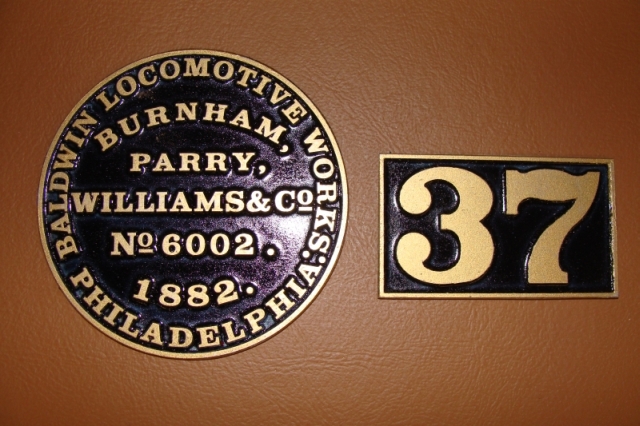 BALDWIN LOCOMOTIVE WORKS.
BURNHAM,
PARRY,
WILLIAMS & Cº
Nº 6002.
1882.
PHILADELPHIA.
37